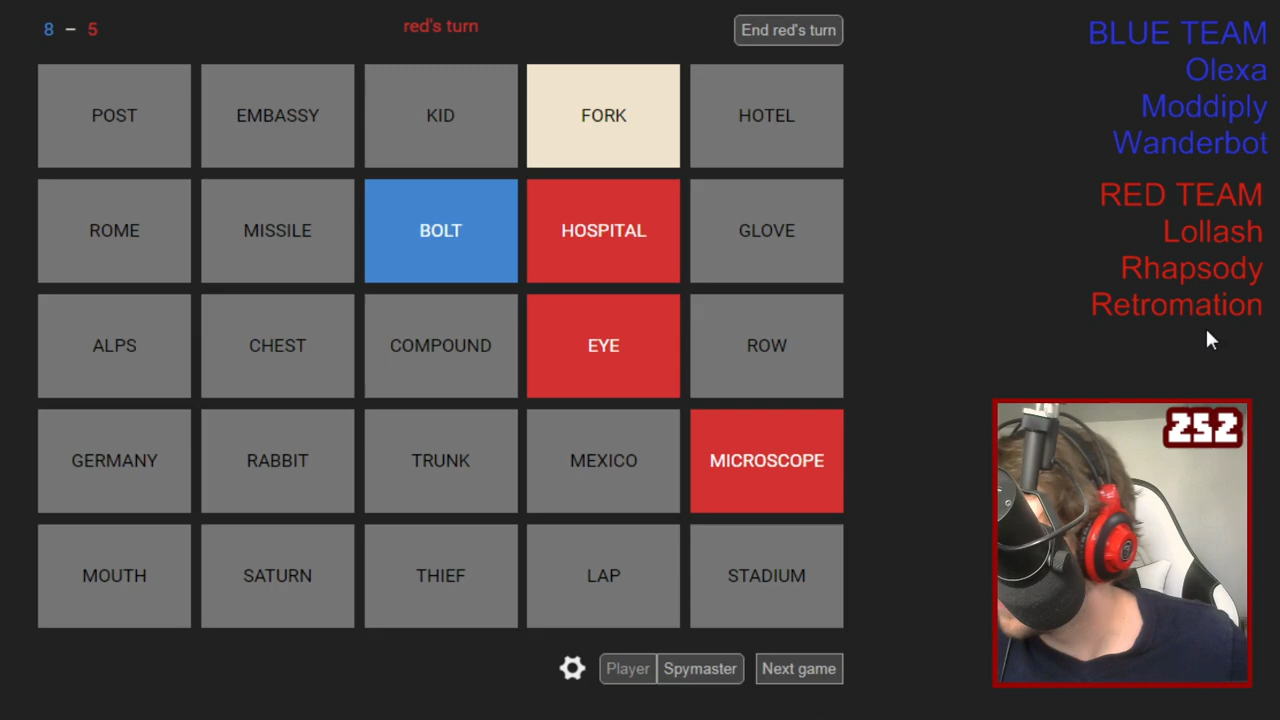 8 – 5
red's turn
End red's turn
POST
EMBASSY
KID
FORK
HOTEL
ROME
MISSILE
BOLT
HOSPITAL
GLOVE
ALPS
CHEST
COMPOUND
EYE
ROW
GERMANY
RABBIT
TRUNK
MEXICO
MICROSCOPE
MOUTH
SATURN
THIEF
LAP
STADIUM
Player
Spymaster
Next game
BLUE TEAM
Olexa
Moddiply
Wanderbot
RED TEAM
Lollash
Rhapsody
Retromation
252